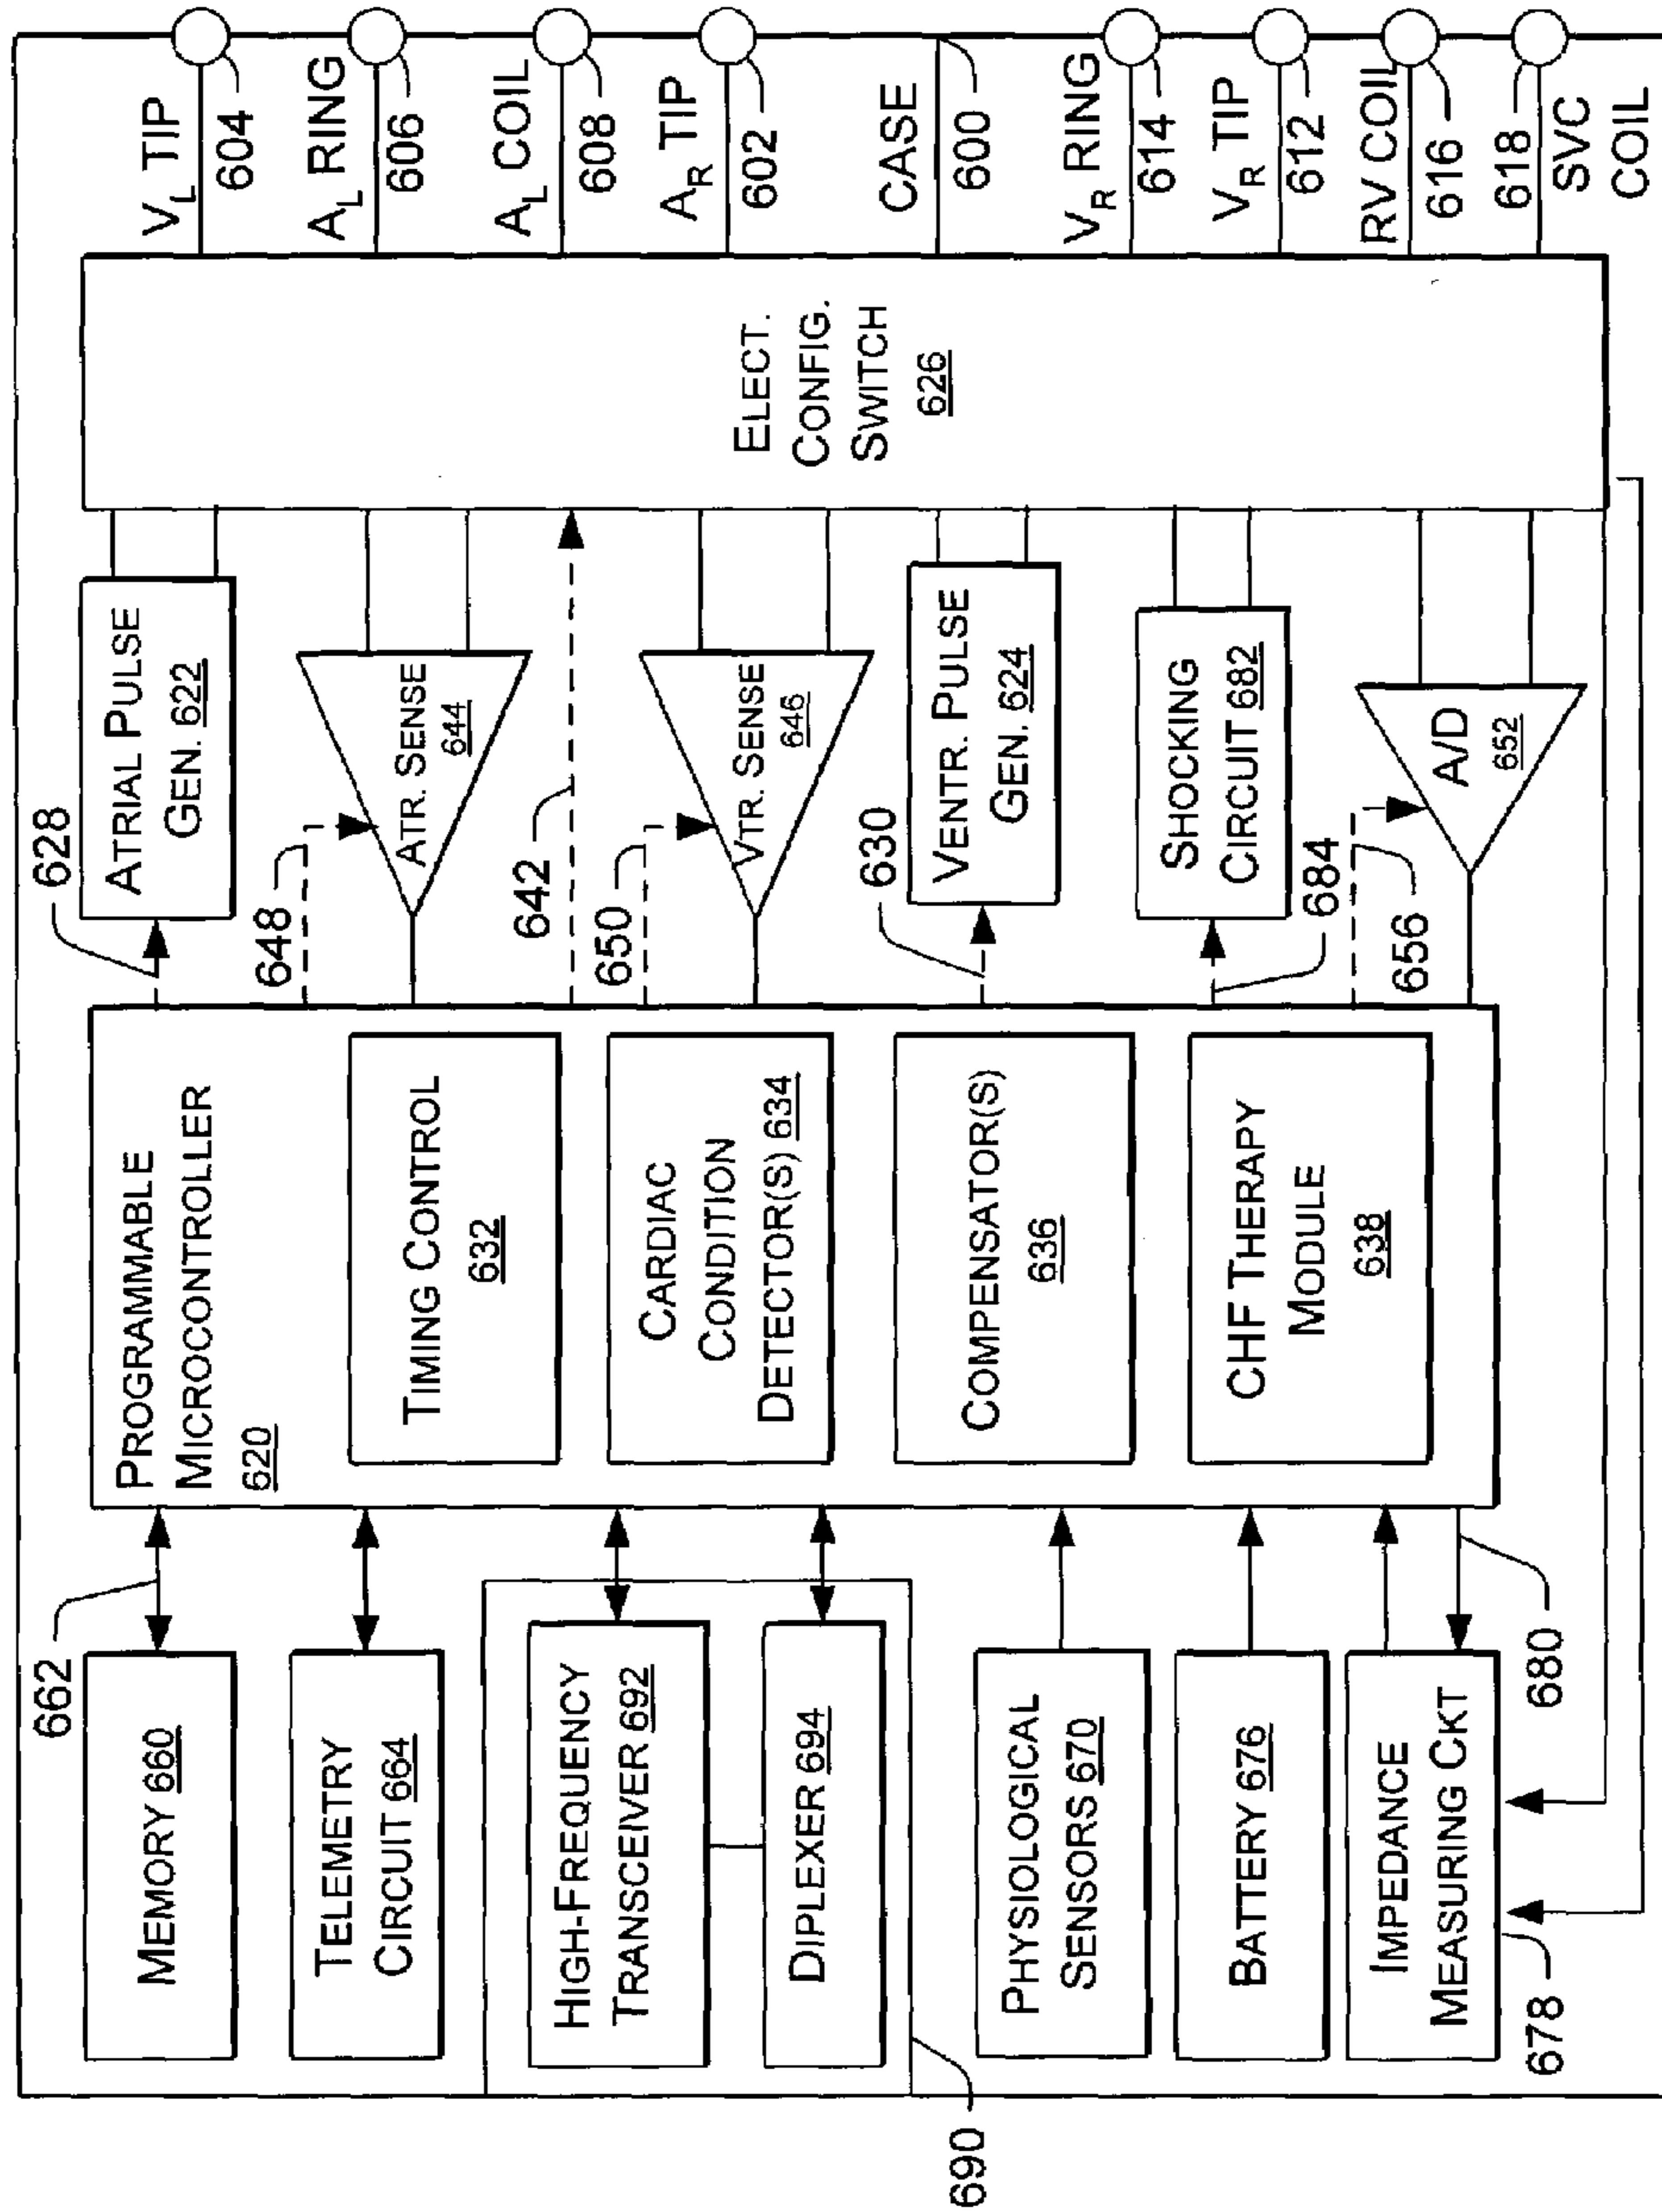 VL TIP
604
AL RING
606
AL COIL
608
AR TIP
602
CASE
600
VR RING
614
VR TIP
612
RV COIL
616
618
SVC
COIL
ELECT.
CONFIG.
SWITCH
626
628
ATRIAL PULSE
GEN. 622
648
ATR. SENSE
644
642
650
VTR. SENSE
646
630
VENTR. PULSE
GEN. 624
SHOCKING
CIRCUIT 682
684
656
A/D
652
PROGRAMMABLE
MICROCONTROLLER
620
TIMING CONTROL
632
CARDIAC
CONDITION
DETECTOR(S) 634
COMPENSATOR(S)
636
CHF THERAPY
MODULE
638
662
MEMORY 660
TELEMETRY
CIRCUIT 664
HIGH-FREQUENCY
TRANSCEIVER 692
DIPLEXER 694
690
PHYSIOLOGICAL
SENSORS 670
BATTERY 676
IMPEDANCE
MEASURING CKT
680
678